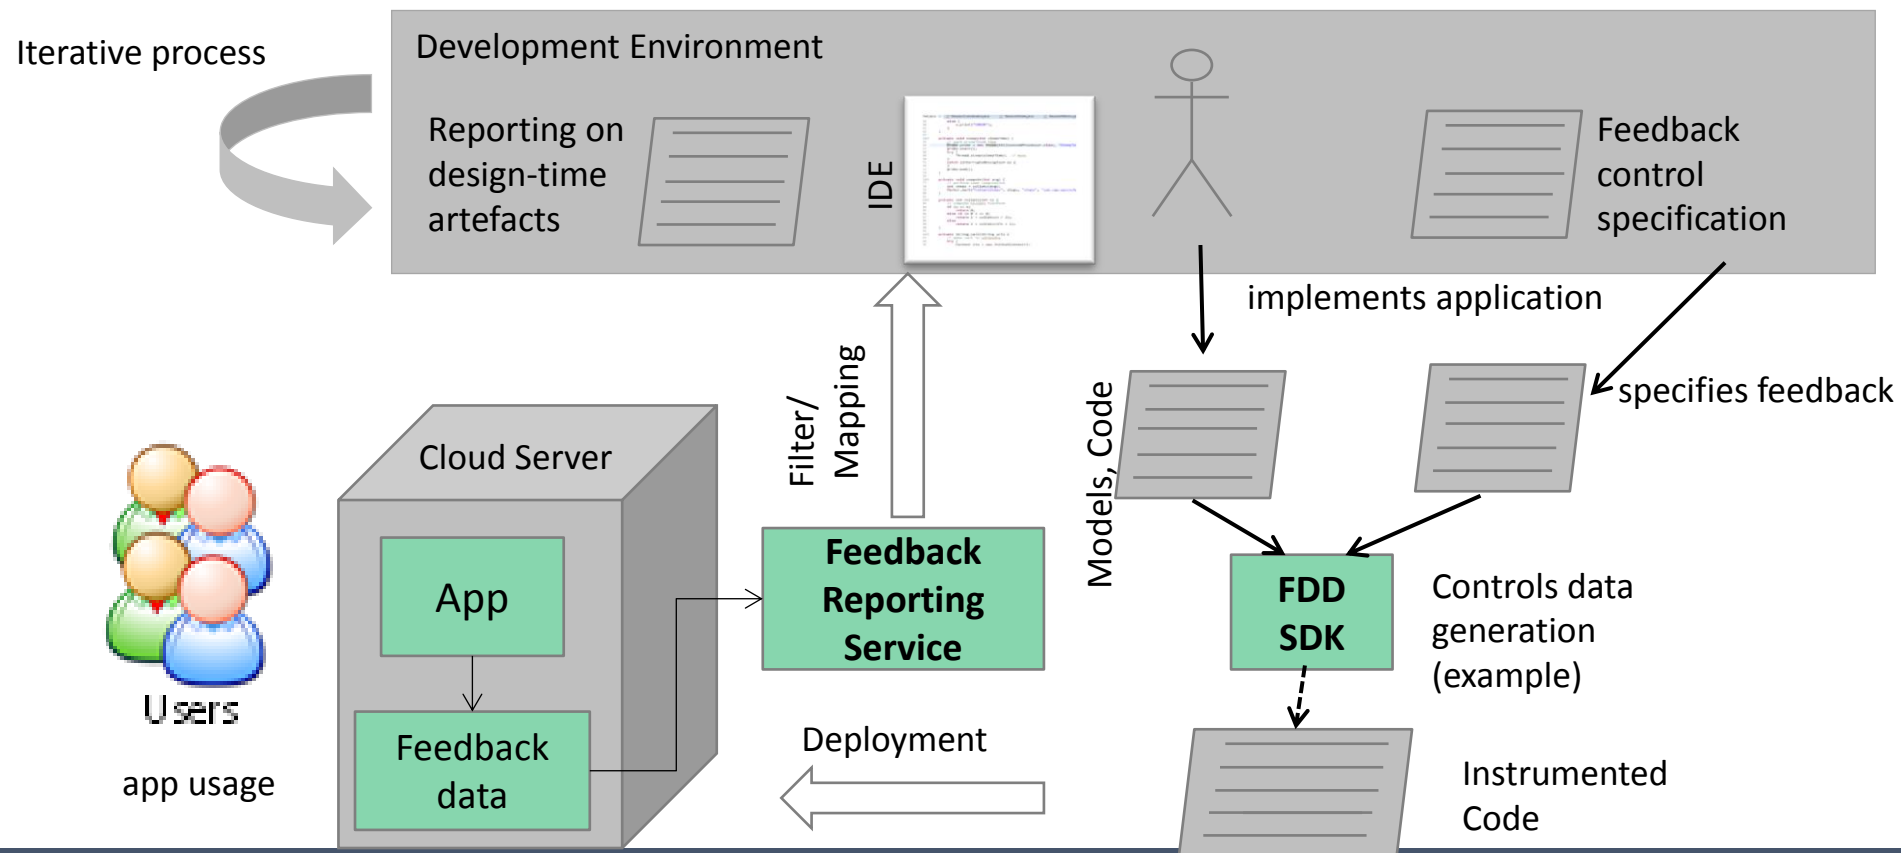 Iterative process
Development Environment
Reporting on
design-time
artefacts
IDE
Feedback
control
specification
implements application
specifies feedback
Filter/
Mapping
Models, Code
Cloud Server
App
Feedback
data
Feedback
Reporting
Service
FDD
SDK
Controls data
generation
(example)
Users
app usage
Deployment
Instrumented
Code